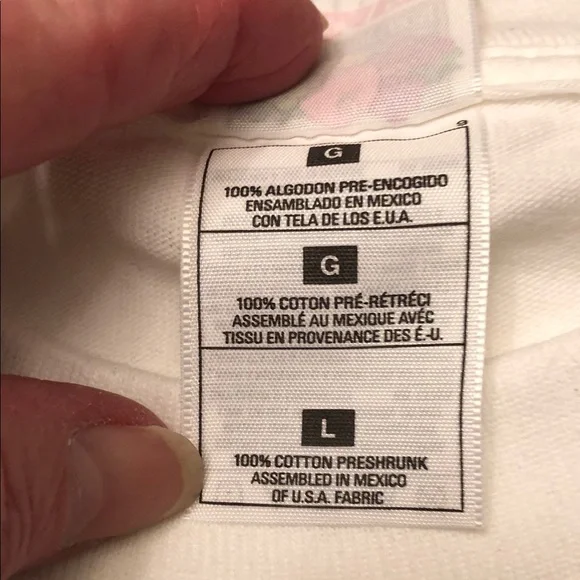 G
100% ALGODON PRE-ENCOGIDO
ENSAMBLADO EN MEXICO
CON TELA DE LOS E.U.A.
G
100% COTON PRÉ-RÉTRÉCI
ASSEMBLÉ AU MEXIQUE AVÉC
TISSU EN PROVENANCE DES É.-U.
L
100% COTTON PRESHRUNK
ASSEMBLED IN MEXICO
OF U.S.A. FABRIC